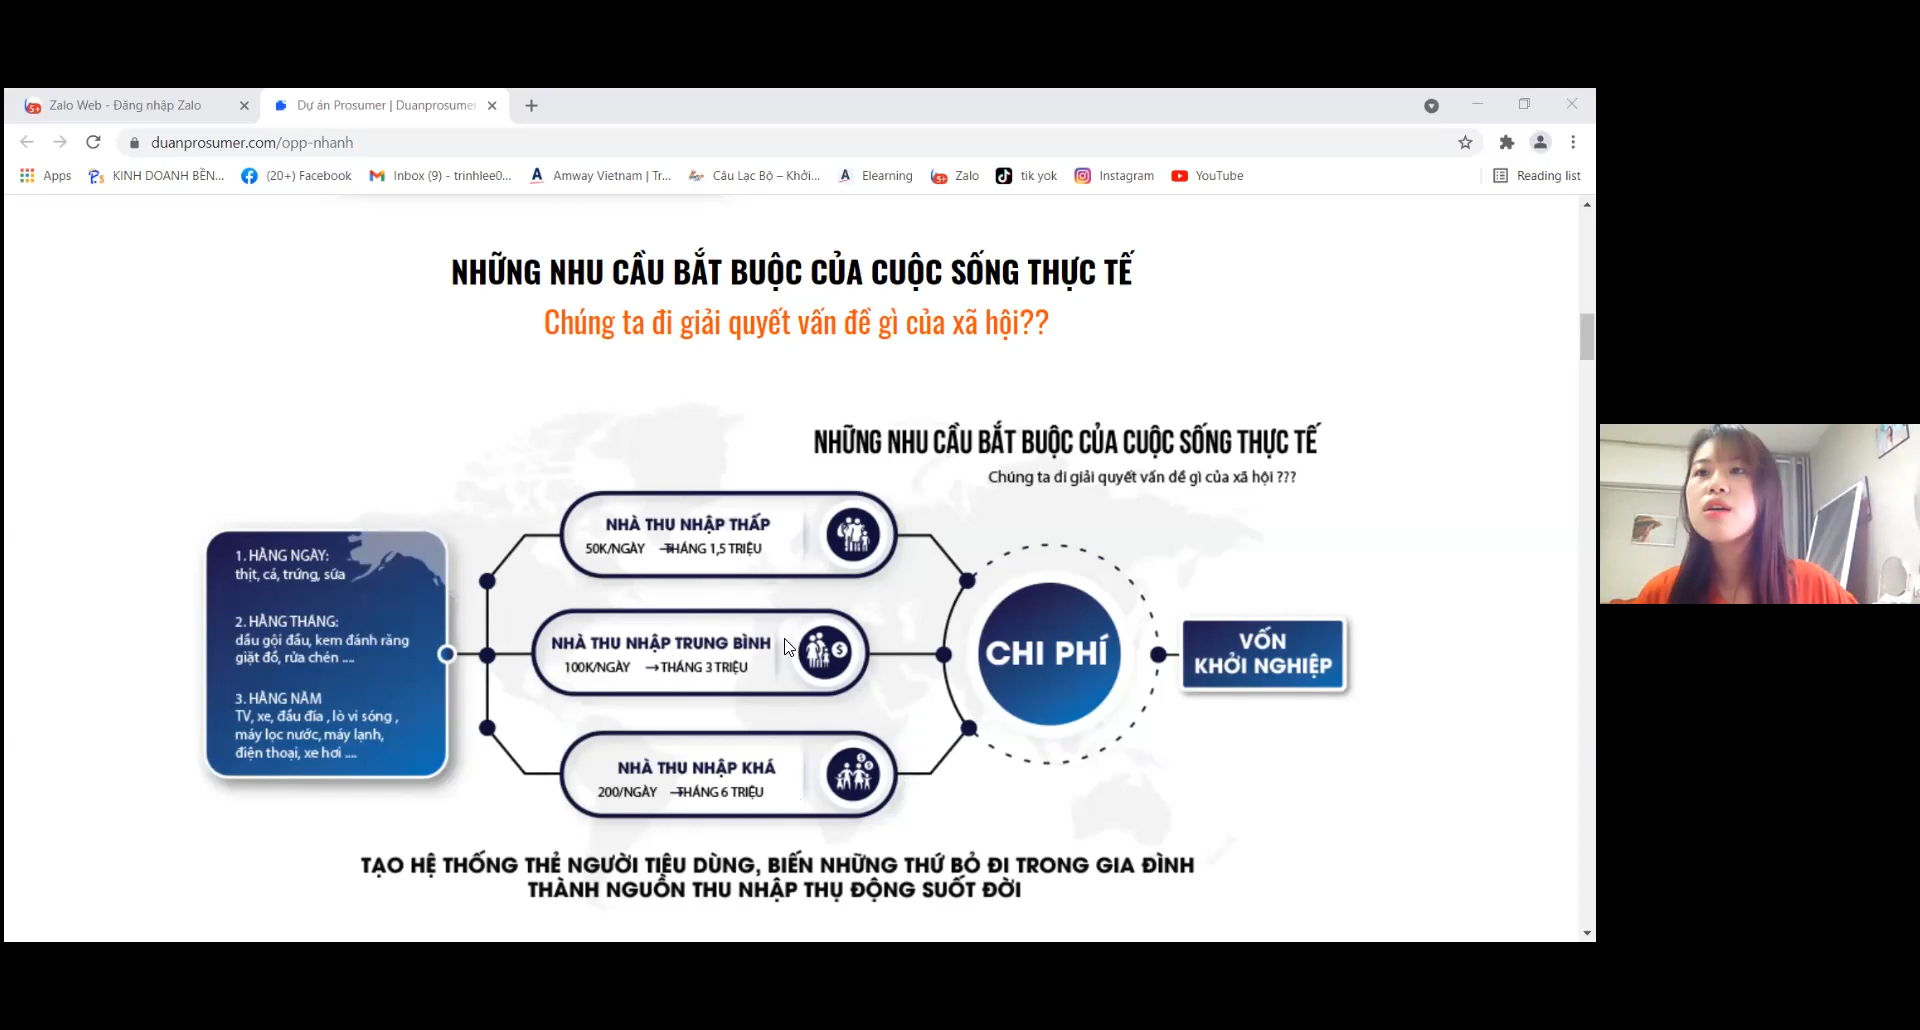 Zalo Web - Đăng nhập Zalo
Dự án Prosumer | Duanprosumer
duanprosumer.com/opp-nhanh
Apps
KINH DOANH BỀN...
(20+) Facebook
Inbox (9) - trinhlee0...
Amway Vietnam | Tr...
Câu Lạc Bộ – Khởi...
Elearning
Zalo
tik yok
Instagram
YouTube
Reading list
NHỮNG NHU CẦU BẮT BUỘC CỦA CUỘC SỐNG THỰC TẾ
Chúng ta đi giải quyết vấn đề gì của xã hội??
NHỮNG NHU CẦU BẮT BUỘC CỦA CUỘC SỐNG THỰC TẾ
Chúng ta di giải quyết vấn dề gì của xã hội ???
1. HẰNG NGÀY:
thịt, cá, trứng, sữa
2. HẰNG THÁNG:
dầu gội đầu, kem đánh răng
giặt đồ, rửa chén ....
3. HẰNG NĂM
TV, xe, đầu đĩa , lò vi sóng ,
máy lọc nước, máy lạnh,
điện thoại, xe hơi ....
NHÀ THU NHẬP THẤP
50K/NGÀY → THÁNG 1,5 TRIỆU
NHÀ THU NHẬP TRUNG BÌNH
100K/NGÀY → THÁNG 3 TRIỆU
NHÀ THU NHẬP KHÁ
200/NGÀY → THÁNG 6 TRIỆU
CHI PHÍ
VỐN
KHỞI NGHIỆP
TẠO HỆ THỐNG THẺ NGƯỜI TIÊU DÙNG, BIẾN NHỮNG THỨ BỎ ĐI TRONG GIA ĐÌNH
THÀNH NGUỒN THU NHẬP THỤ ĐỘNG SUỐT ĐỜI